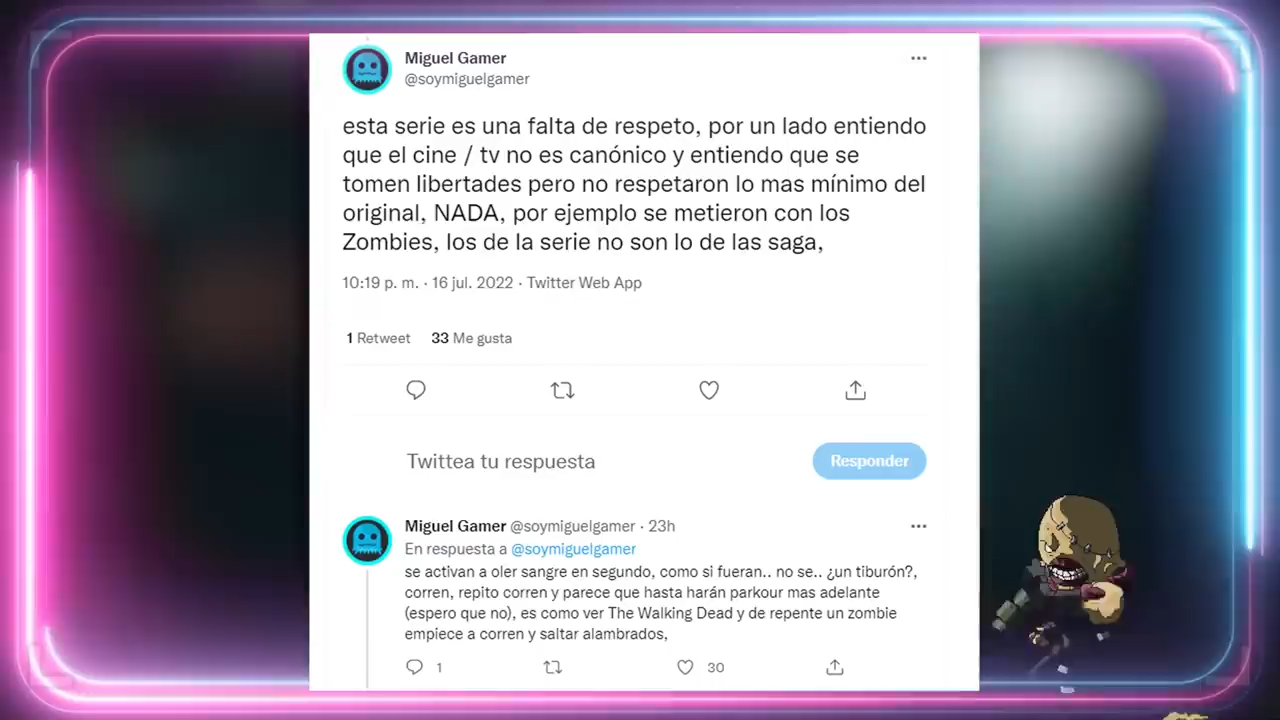 Miguel Gamer
@soymiguelgamer
esta serie es una falta de respeto, por un lado entiendo
que el cine / tv no es canónico y entiendo que se
tomen libertades pero no respetaron lo mas mínimo del
original, NADA, por ejemplo se metieron con los
Zombies, los de la serie no son lo de las saga,
10:19 p. m. · 16 jul. 2022 · Twitter Web App
1 Retweet 33 Me gusta
Twittea tu respuesta
Responder
Miguel Gamer @soymiguelgamer · 23h
En respuesta a @soymiguelgamer
se activan a oler sangre en segundo, como si fueran.. no se.. ¿un tiburón?,
corren, repito corren y parece que hasta harán parkour mas adelante
(espero que no), es como ver The Walking Dead y de repente un zombie
empiece a corren y saltar alambrados,
1 30